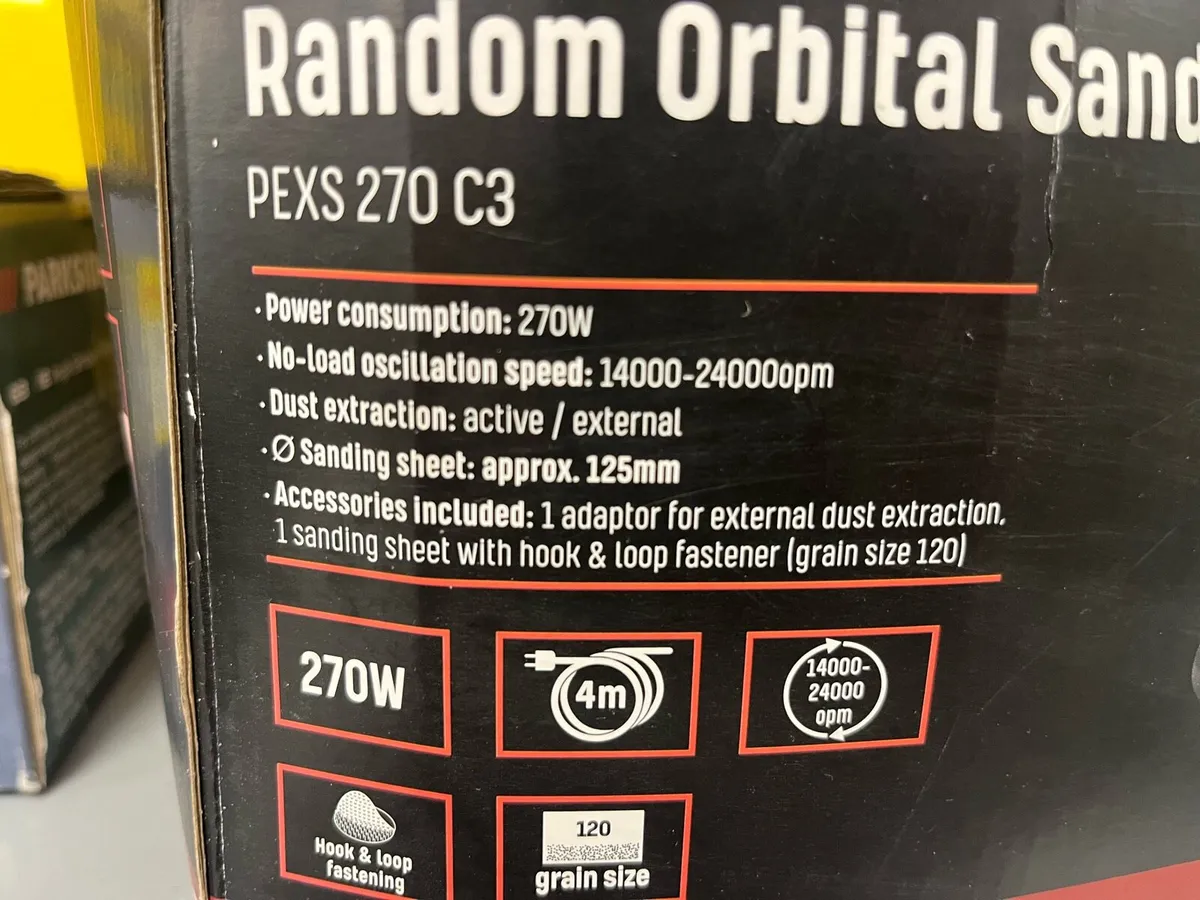 Random Orbital Sand
PEXS 270 C3
· Power consumption: 270W
· No-load oscillation speed: 14000-24000opm
· Dust extraction: active / external
· Ø Sanding sheet: approx. 125mm
· Accessories included: 1 adaptor for external dust extraction,
1 sanding sheet with hook & loop fastener (grain size 120)
270W
4m
14000-
24000
opm
Hook & loop
fastening
120
grain size